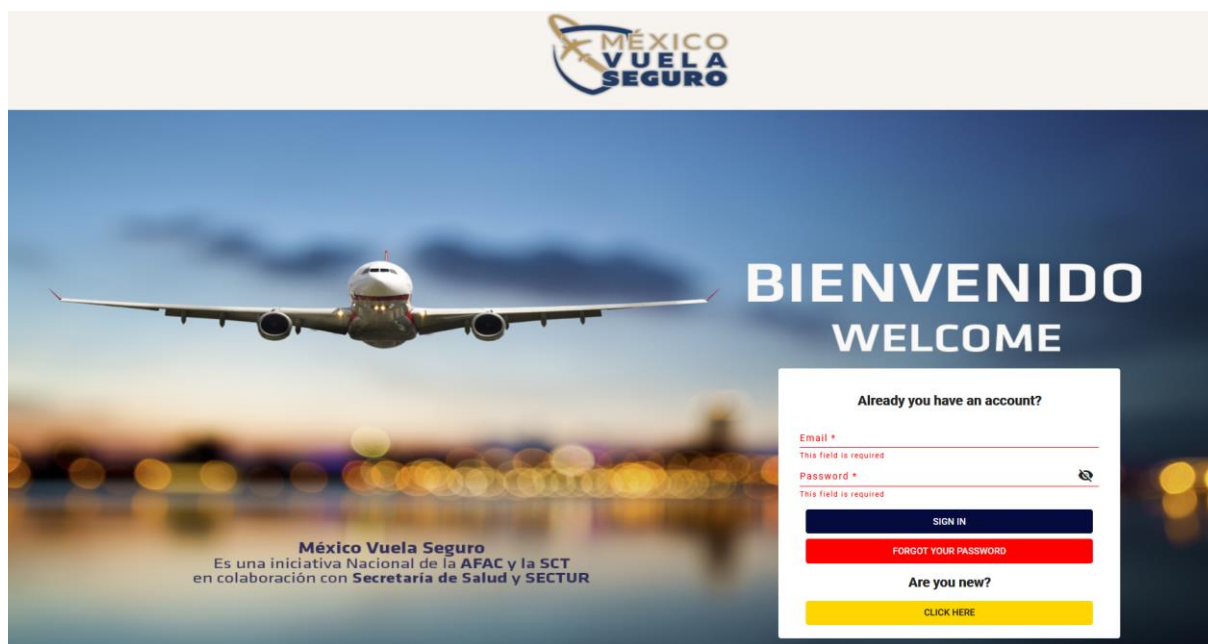 MÉXICO
VUELA
SEGURO
BIENVENIDO
WELCOME
Already you have an account?
Email *
This field is required
Password *
This field is required
SIGN IN
FORGOT YOUR PASSWORD
Are you new?
CLICK HERE
México Vuela Seguro
Es una iniciativa Nacional de la AFAC y la SCT
en colaboración con Secretaría de Salud y SECTUR